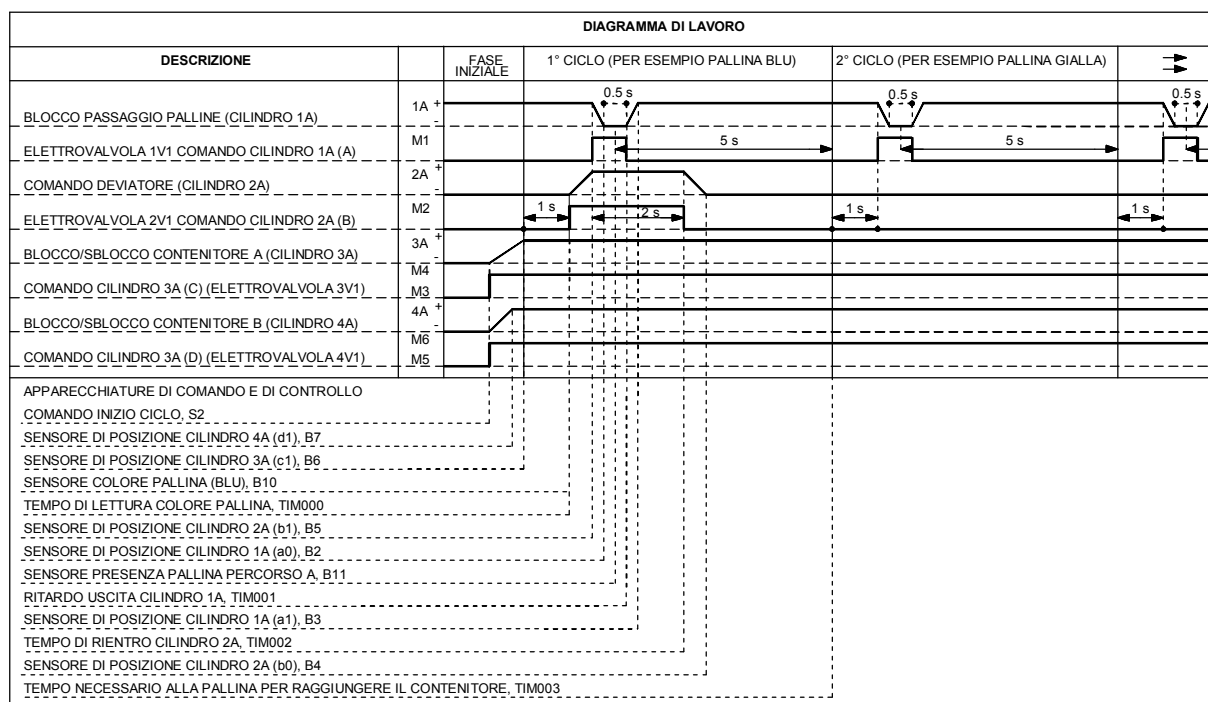 DIAGRAMMA DI LAVORO
DESCRIZIONE
FASE INIZIALE
1° CICLO (PER ESEMPIO PALLINA BLU)
2° CICLO (PER ESEMPIO PALLINA GIALLA)
0.5 s
0.5 s
0.5 s
BLOCCO PASSAGGIO PALLINE (CILINDRO 1A)
1A + -
ELETTROVALVOLA 1V1 COMANDO CILINDRO 1A (A)
M1
5 s
5 s
COMANDO DEVIATORE (CILINDRO 2A)
2A + -
ELETTROVALVOLA 2V1 COMANDO CILINDRO 2A (B)
M2
1 s
2 s
1 s
1 s
BLOCCO/SBLOCCO CONTENITORE A (CILINDRO 3A)
3A + -
COMANDO CILINDRO 3A (C) (ELETTROVALVOLA 3V1)
M4
M3
BLOCCO/SBLOCCO CONTENITORE B (CILINDRO 4A)
4A + -
COMANDO CILINDRO 3A (D) (ELETTROVALVOLA 4V1)
M6
M5
APPARECCHIATURE DI COMANDO E DI CONTROLLO
COMANDO INIZIO CICLO, S2
SENSORE DI POSIZIONE CILINDRO 4A (d1), B7
SENSORE DI POSIZIONE CILINDRO 3A (c1), B6
SENSORE COLORE PALLINA (BLU), B10
TEMPO DI LETTURA COLORE PALLINA, TIM000
SENSORE DI POSIZIONE CILINDRO 2A (b1), B5
SENSORE DI POSIZIONE CILINDRO 1A (a0), B2
SENSORE PRESENZA PALLINA PERCORSO A, B11
RITARDO USCITA CILINDRO 1A, TIM001
SENSORE DI POSIZIONE CILINDRO 1A (a1), B3
TEMPO DI RIENTRO CILINDRO 2A, TIM002
SENSORE DI POSIZIONE CILINDRO 2A (b0), B4
TEMPO NECESSARIO ALLA PALLINA PER RAGGIUNGERE IL CONTENITORE, TIM003